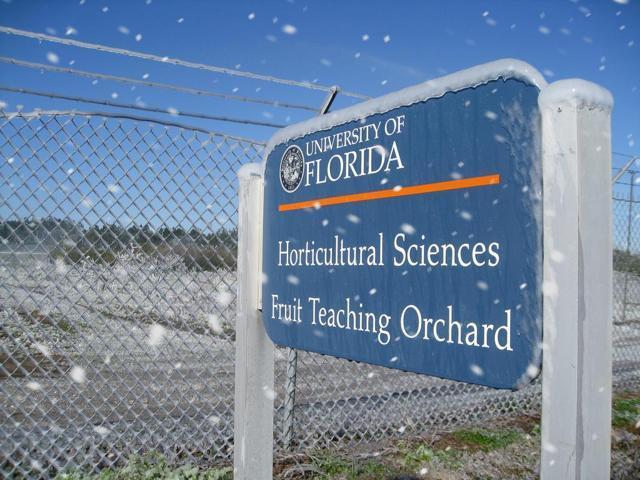 UNIVERSITY OF
FLORIDA
Horticultural Sciences
Fruit Teaching Orchard